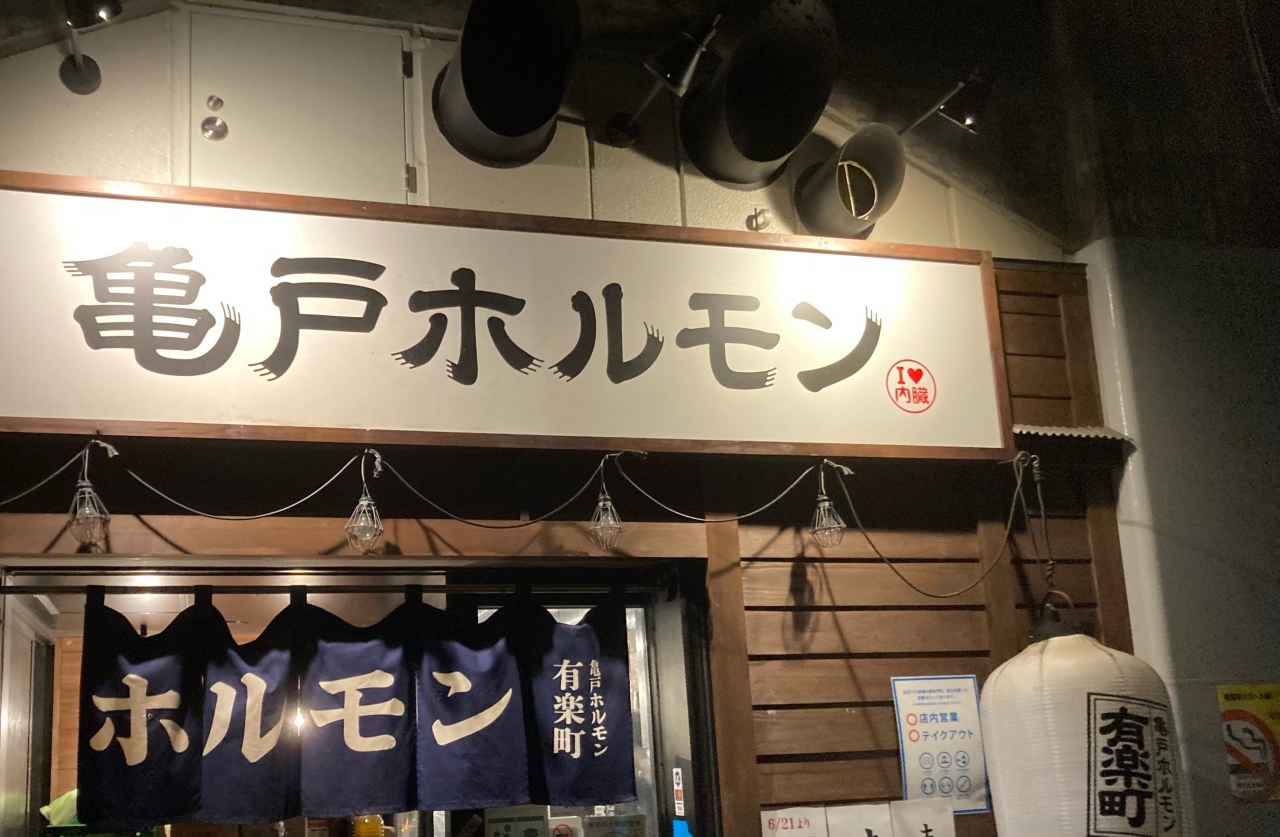 亀戸ホルモン
I♥
内臓
ホルモン
亀戸ホルモン
有楽町
店内営業
テイクアウト
亀戸ホルモン
有楽町
6/21より